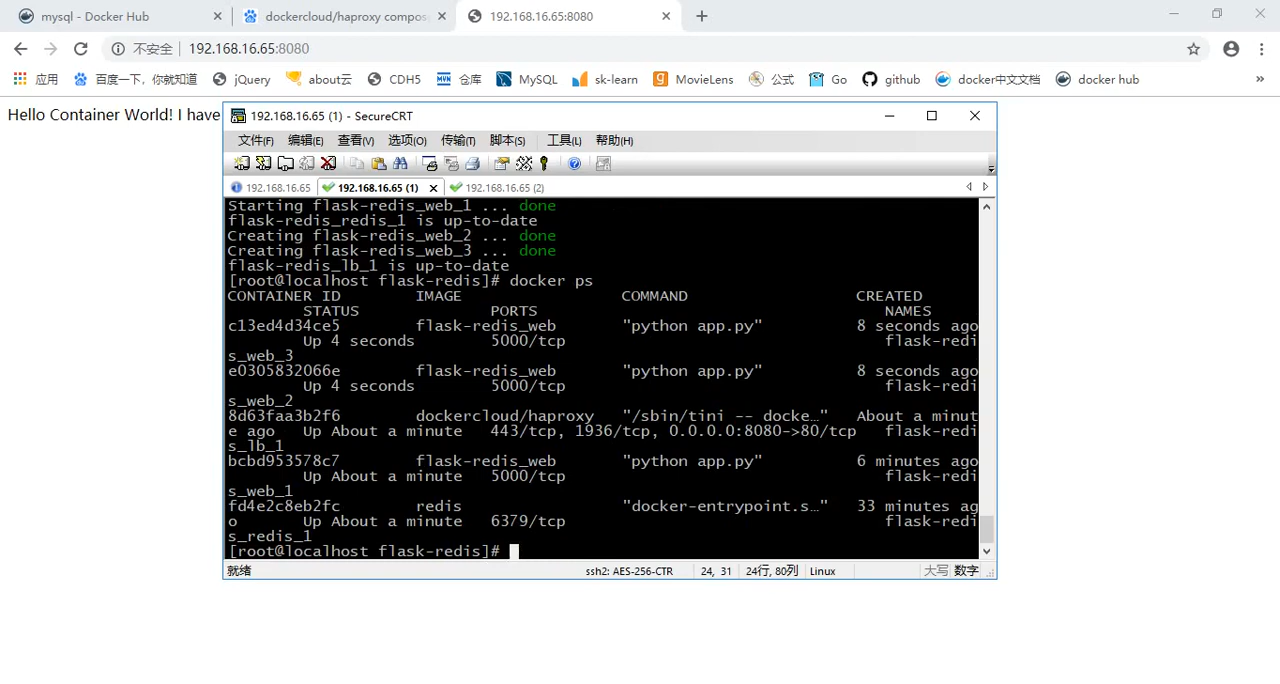 mysql - Docker Hub
dockercloud/haproxy compos
192.168.16.65:8080
不安全 192.168.16.65:8080
应用 百度一下，你就知道 jQuery about云 CDH5 仓库 MySQL sk-learn MovieLens 公式 Go github docker中文文档 docker hub »
Hello Container World! I have
192.168.16.65 (1) - SecureCRT
文件(F) 编辑(E) 查看(V) 选项(O) 传输(T) 脚本(S) 工具(L) 帮助(H)
192.168.16.65 192.168.16.65 (1) 192.168.16.65 (2)
Starting flask-redis_web_1 ... done
flask-redis_redis_1 is up-to-date
Creating flask-redis_web_2 ... done
Creating flask-redis_web_3 ... done
flask-redis_lb_1 is up-to-date
[root@localhost flask-redis]# docker ps
CONTAINER ID IMAGE COMMAND CREATED
STATUS PORTS NAMES
c13ed4d34ce5 flask-redis_web "python app.py" 8 seconds ago
Up 4 seconds 5000/tcp flask-redi
s_web_3
e0305832066e flask-redis_web "python app.py" 8 seconds ago
Up 4 seconds 5000/tcp flask-redi
s_web_2
8d63faa3b2f6 dockercloud/haproxy "/sbin/tini -- docke…" About a minut
e ago Up About a minute 443/tcp, 1936/tcp, 0.0.0.0:8080->80/tcp flask-redi
s_lb_1
bcbd953578c7 flask-redis_web "python app.py" 6 minutes ago
Up About a minute 5000/tcp flask-redi
s_web_1
fd4e2c8eb2fc redis "docker-entrypoint.s…" 33 minutes ag
o Up About a minute 6379/tcp flask-redi
s_redis_1
[root@localhost flask-redis]#
就绪 ssh2: AES-256-CTR 24, 31 24行, 80列 Linux 大写 数字